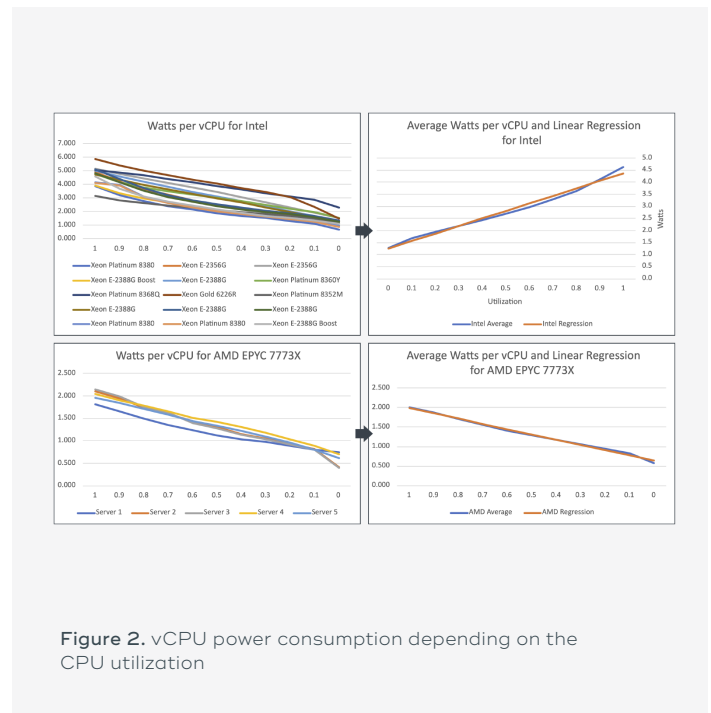 Watts per vCPU for Intel
7.000
6.000
5.000
4.000
3.000
2.000
1.000
0.000
1 0.9 0.8 0.7 0.6 0.5 0.4 0.3 0.2 0.1 0
Xeon Platinum 8380 Xeon E-2356G Xeon E-2356G
Xeon E-2388G Boost Xeon E-2388G Xeon Platinum 8360Y
Xeon Platinum 8368Q Xeon Gold 6226R Xeon Platinum 8352M
Xeon E-2388G Xeon E-2388G Xeon E-2388G
Xeon Platinum 8380 Xeon Platinum 8380 Xeon E-2388G Boost
Average Watts per vCPU and Linear Regression
for Intel
5.0
4.5
4.0
3.5
3.0
2.5
2.0
1.5
1.0
0.5
0.0
Watts
0 0.1 0.2 0.3 0.4 0.5 0.6 0.7 0.8 0.9 1
Utilization
Intel Average Intel Regression
Watts per vCPU for AMD EPYC 7773X
2.500
2.000
1.500
1.000
0.500
0.000
1 0.9 0.8 0.7 0.6 0.5 0.4 0.3 0.2 0.1 0
Server 1 Server 2 Server 3 Server 4 Server 5
Average Watts per vCPU and Linear Regression
for AMD EPYC 7773X
2.500
2.000
1.500
1.000
0.500
0.000
1 0.9 0.8 0.7 0.6 0.5 0.4 0.3 0.2 0.1 0
AMD Average AMD Regression
Figure 2. vCPU power consumption depending on the
CPU utilization